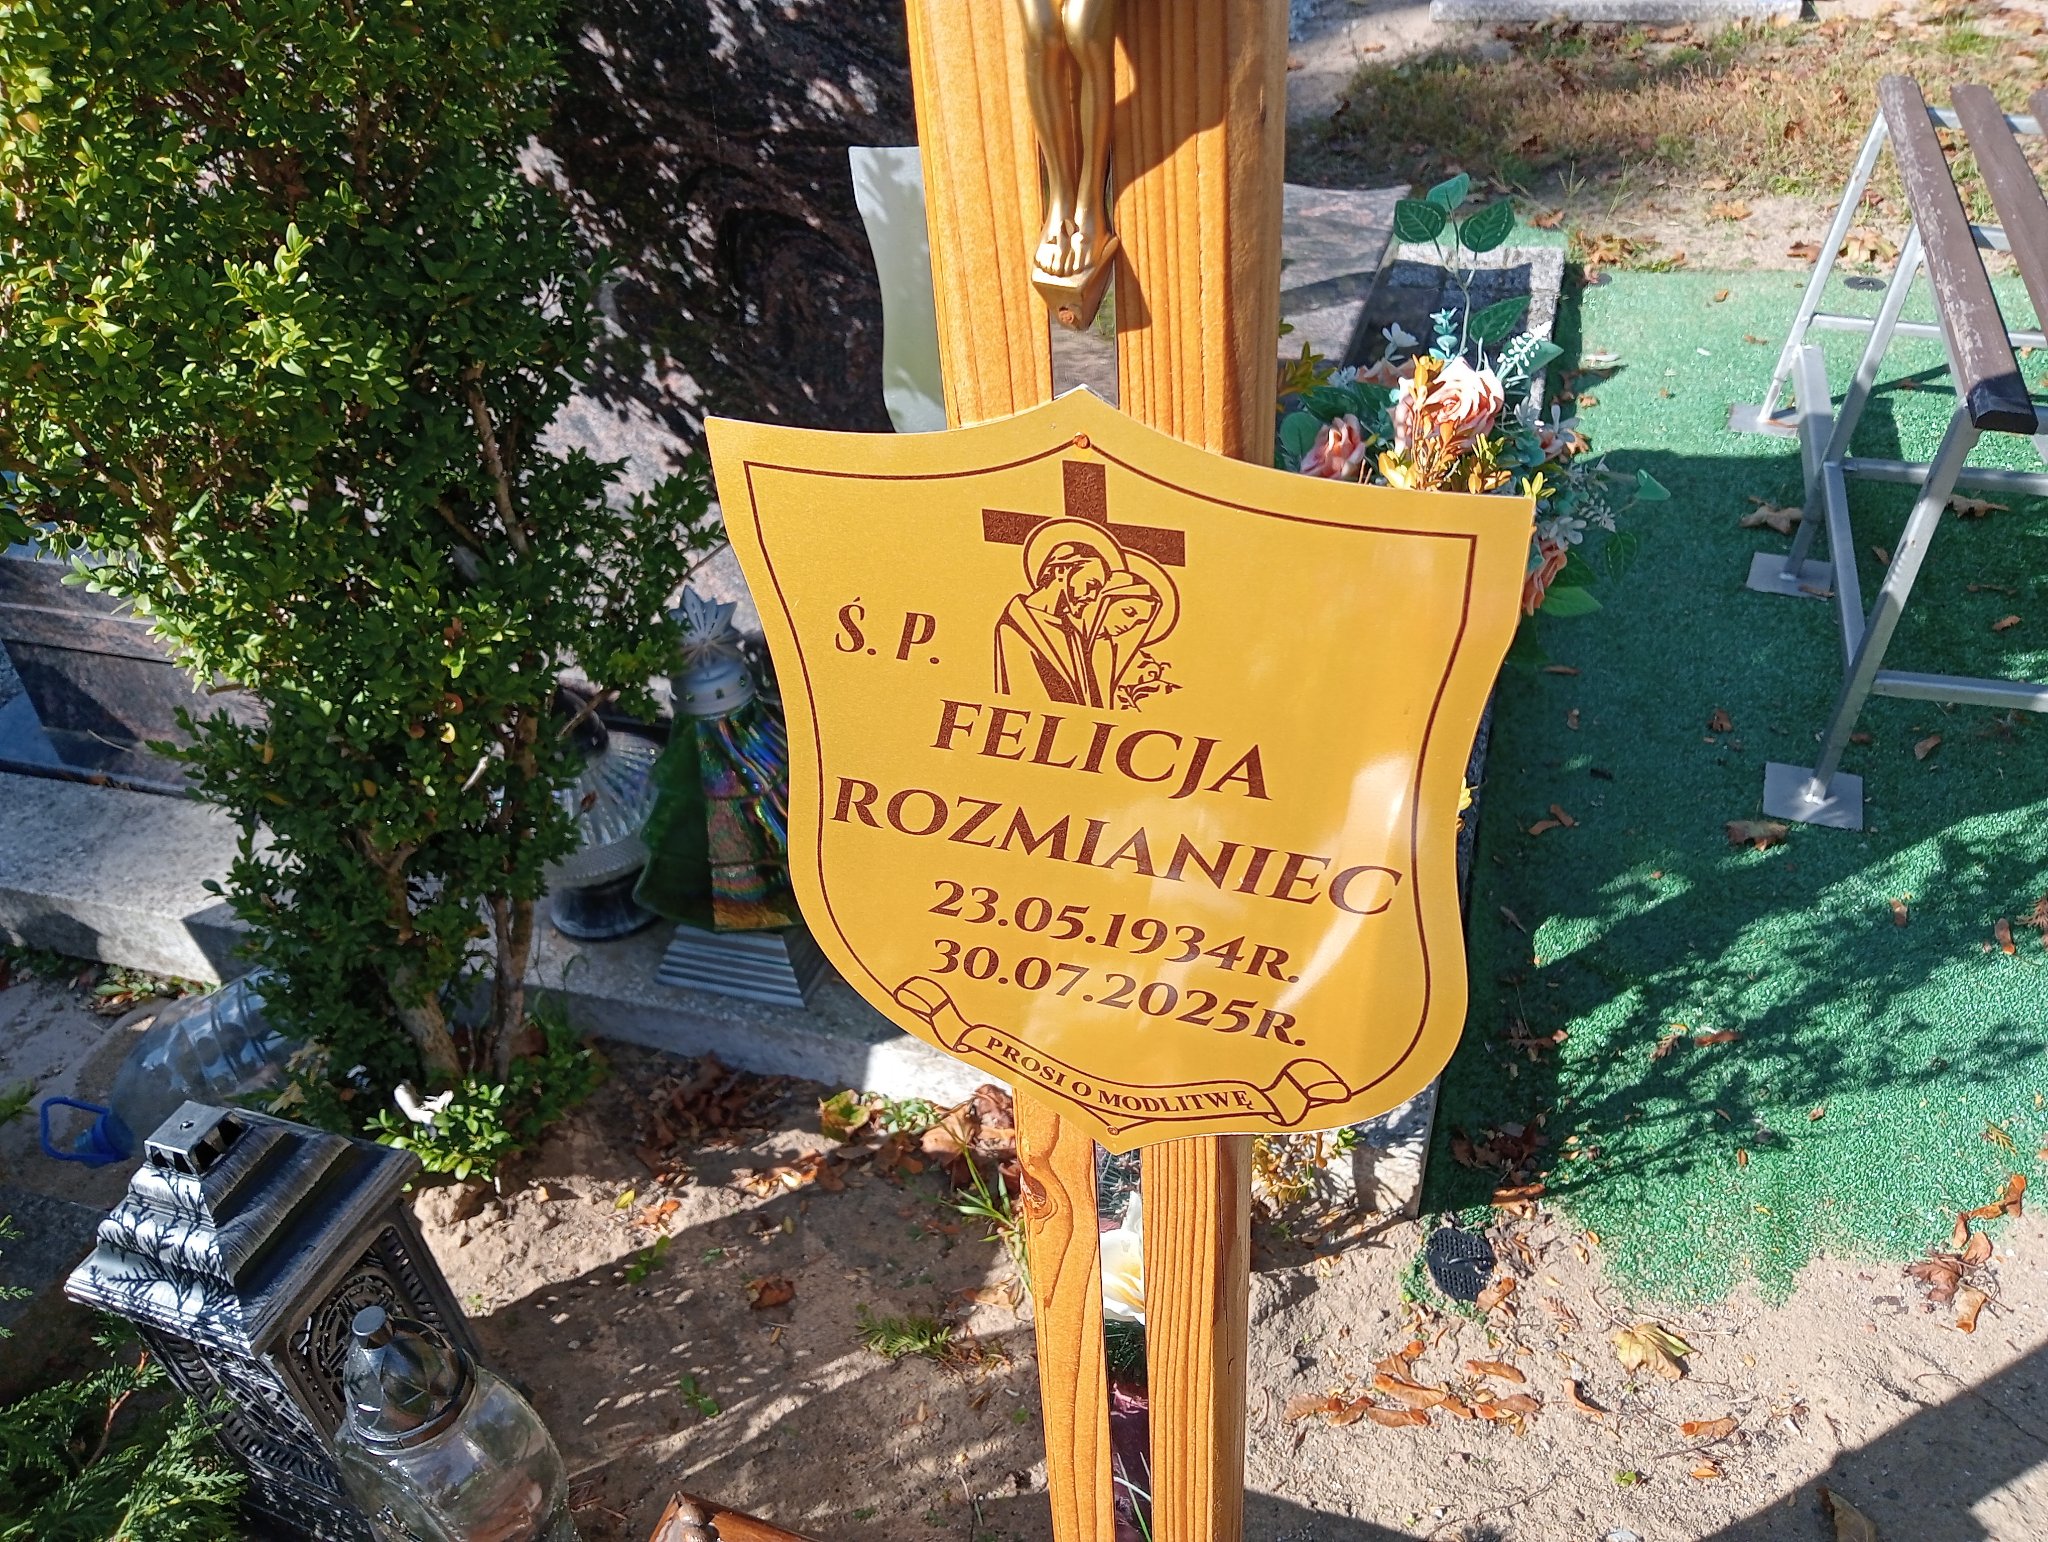 Ś. P.
FELICJA
ROZMIANIEC
23.05.1934R.
30.07.2025R.
PROSI O MODLITWĘ